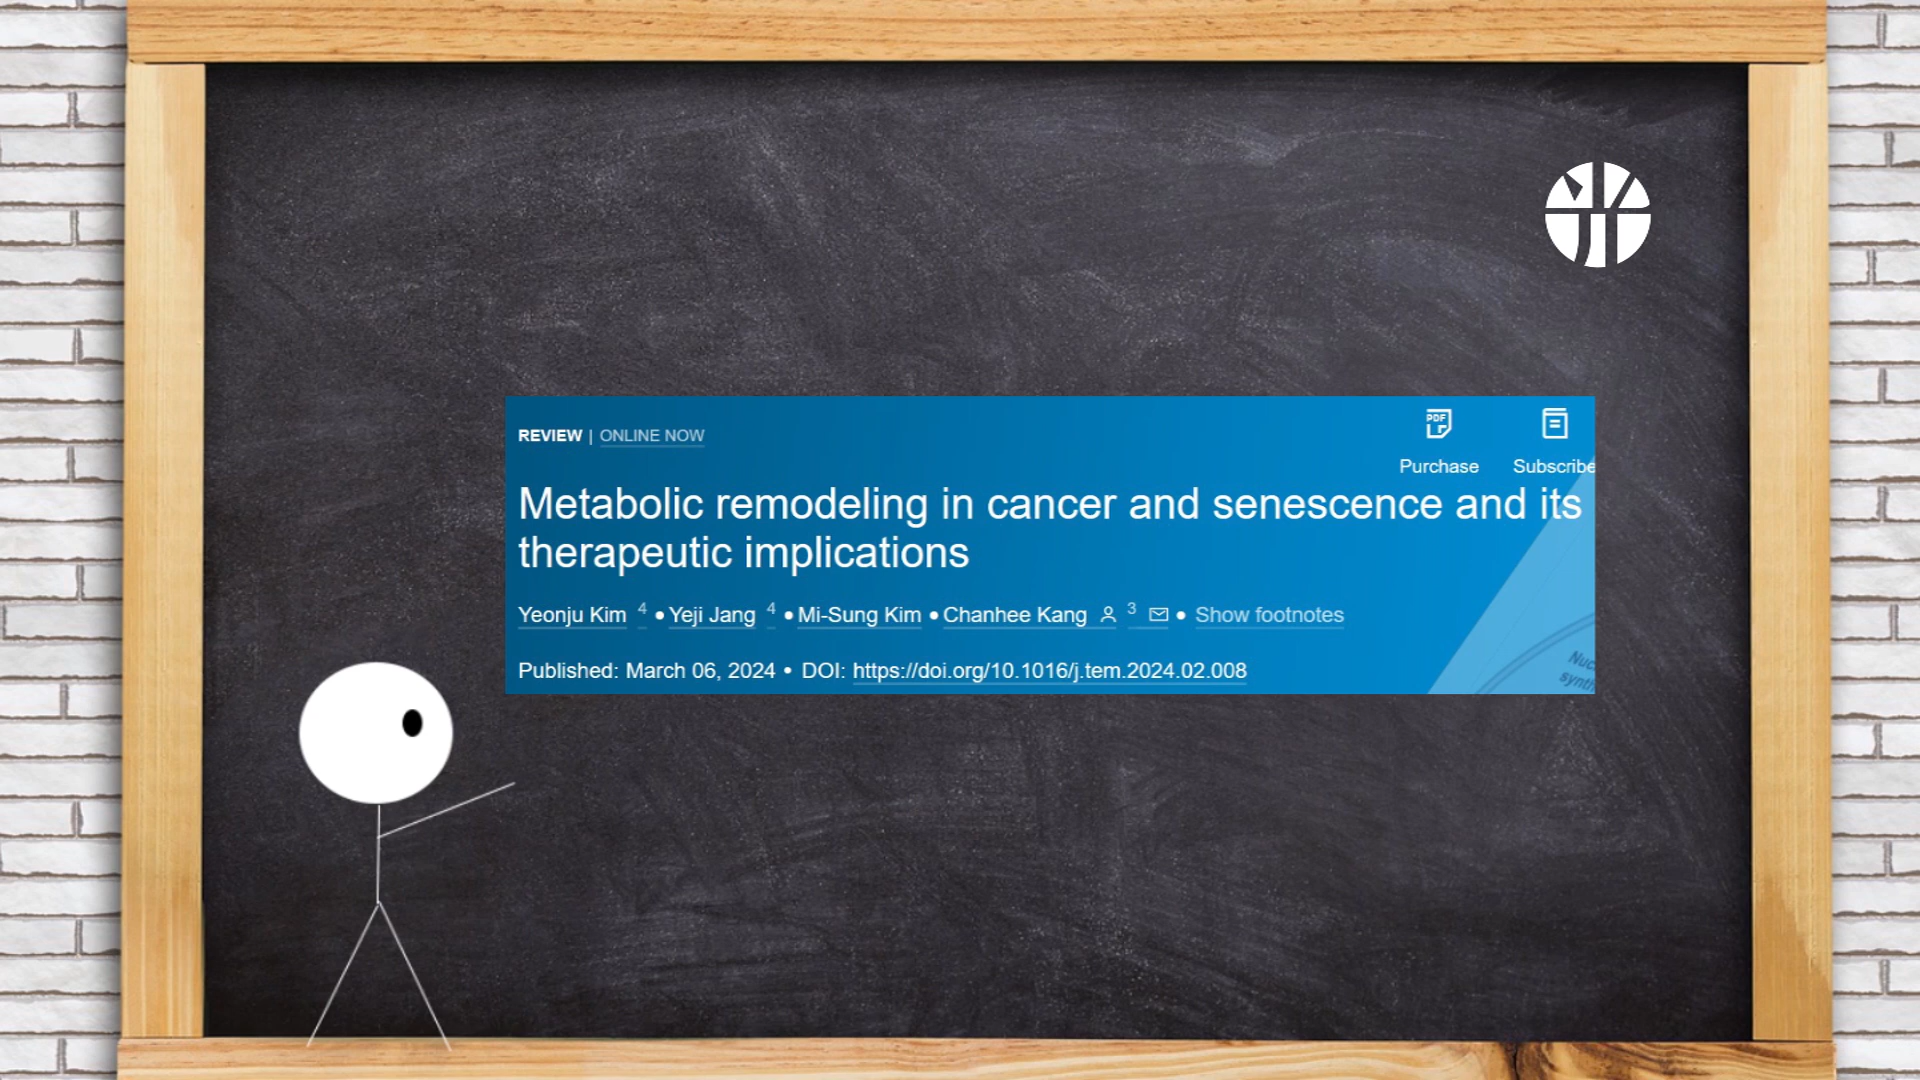 REVIEW | ONLINE NOW
PDF
Purchase
Subscribe
Metabolic remodeling in cancer and senescence and its
therapeutic implications
Yeonju Kim 4 • Yeji Jang 4 • Mi-Sung Kim • Chanhee Kang 3 • Show footnotes
Published: March 06, 2024 • DOI: https://doi.org/10.1016/j.tem.2024.02.008